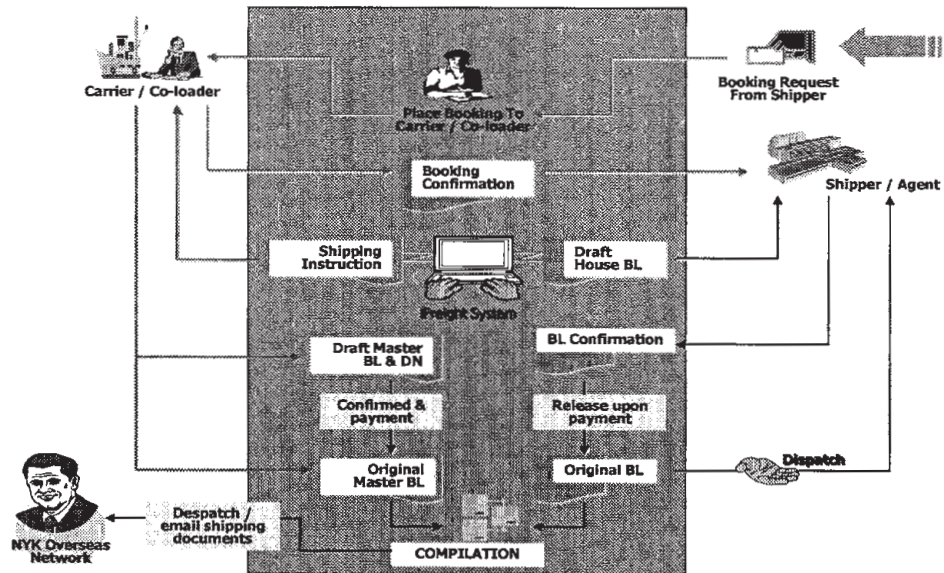 Carrier / Co-loader
Place Booking To
Carrier / Co-loader
Booking Request
From Shipper
Booking
Confirmation
Shipper / Agent
Shipping
Instruction
Draft
House BL
iFreight System
Draft Master
BL & DN
BL Confirmation
Confirmed &
payment
Release upon
payment
Original
Master BL
Original BL
Dispatch
Despatch /
email shipping
documents
COMPILATION
NYK Overseas
Network